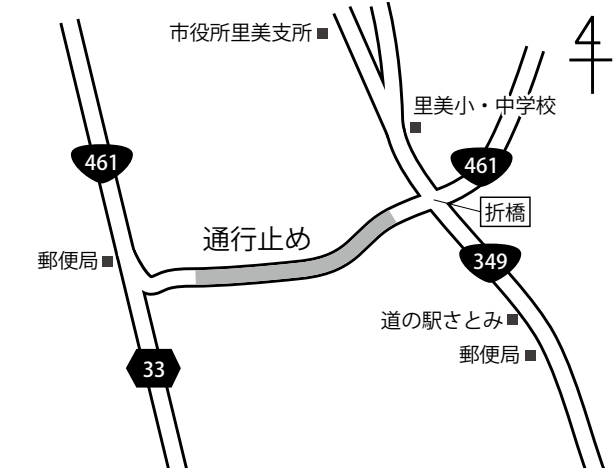 市役所里美支所
里美小・中学校
461
461
折橋
通行止め
郵便局
349
道の駅さとみ
郵便局
33